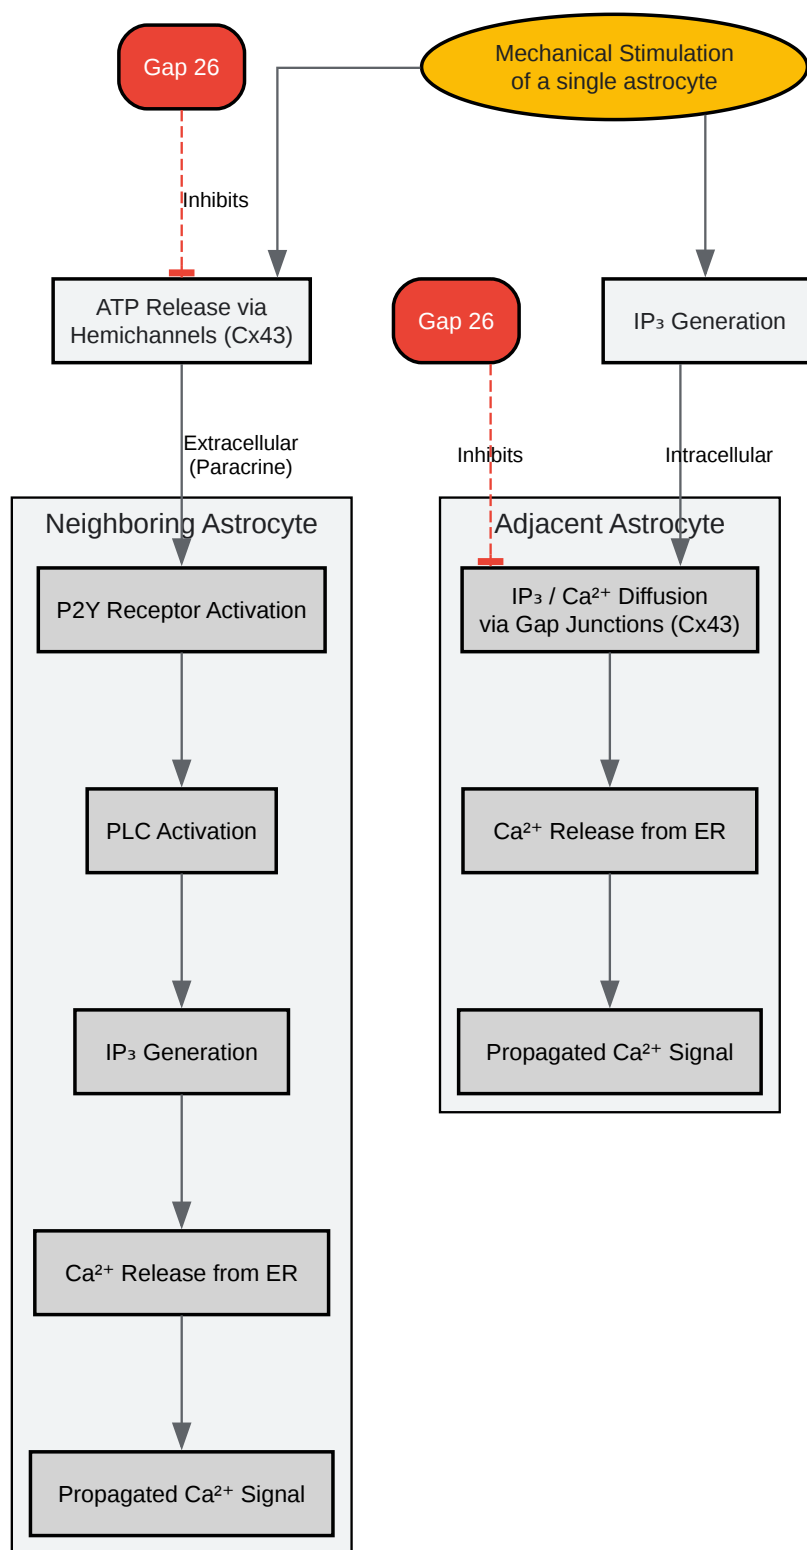 Gap 26
Mechanical Stimulation
of a single astrocyte
Inhibits
ATP Release via
Hemichannels (Cx43)
Gap 26
IP₃ Generation
Extracellular
(Paracrine)
Inhibits
Intracellular
Neighboring Astrocyte
Adjacent Astrocyte
P2Y Receptor Activation
IP₃ / Ca²⁺ Diffusion
via Gap Junctions (Cx43)
PLC Activation
Ca²⁺ Release from ER
IP₃ Generation
Propagated Ca²⁺ Signal
Ca²⁺ Release from ER
Propagated Ca²⁺ Signal